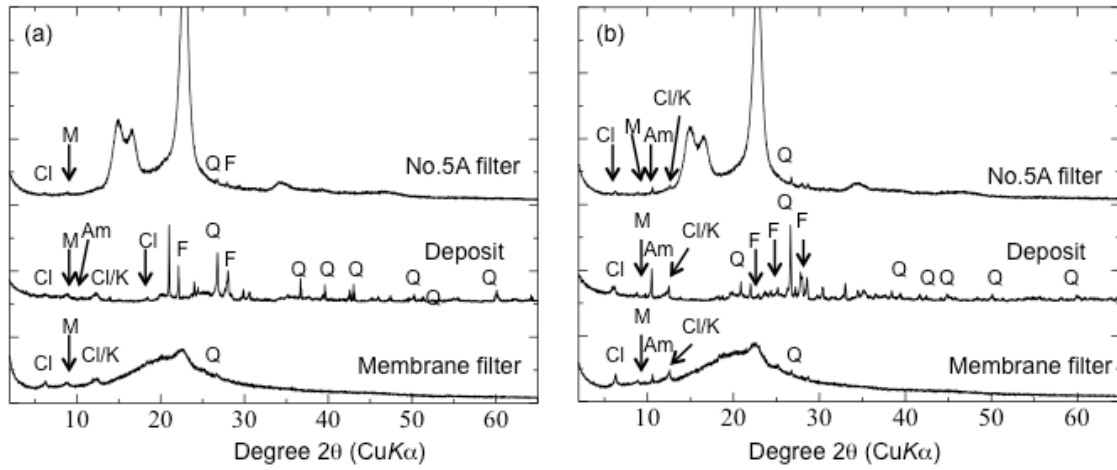 (a)
M
Cl
Q F
No.5A filter
M
Am
Cl
Cl/K
Cl
F
Q
F
Deposit
Q
Q
Q
Q
Q
Q
M
Cl
Cl/K
Q
Membrane filter
10 20 30 40 50 60
Degree 2θ (CuKα)
(b)
Cl
M
Am
Cl/K
Q
No.5A filter
M
Cl
Am
Cl/K
Q
F
F
Q
F
Deposit
Q
Q
Q
Q
Q
M
Cl
Am
Cl/K
Q
Membrane filter
10 20 30 40 50 60
Degree 2θ (CuKα)